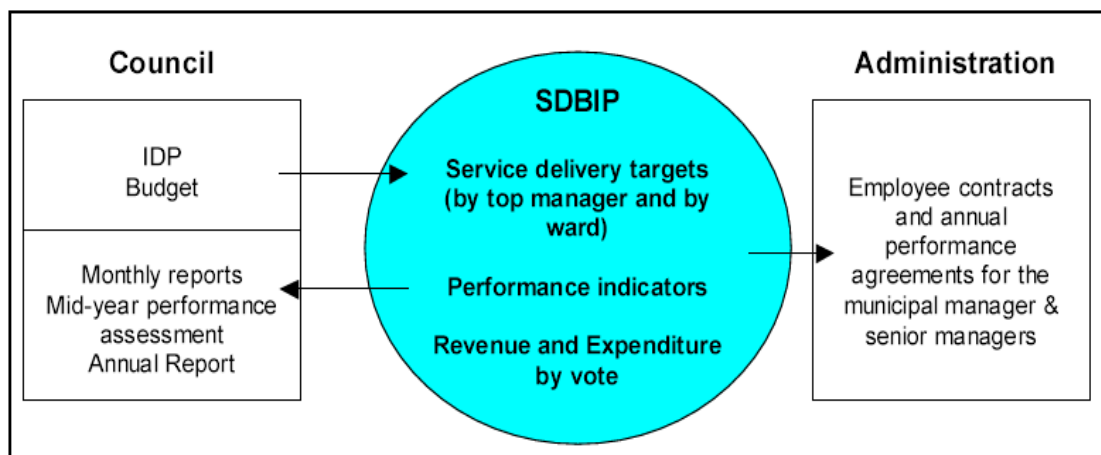 Council
IDP
Budget
Monthly reports
Mid-year performance
assessment
Annual Report
SDBIP
Service delivery targets
(by top manager and by
ward)
Performance indicators
Revenue and Expenditure
by vote
Administration
Employee contracts
and annual
performance
agreements for the
municipal manager &
senior managers